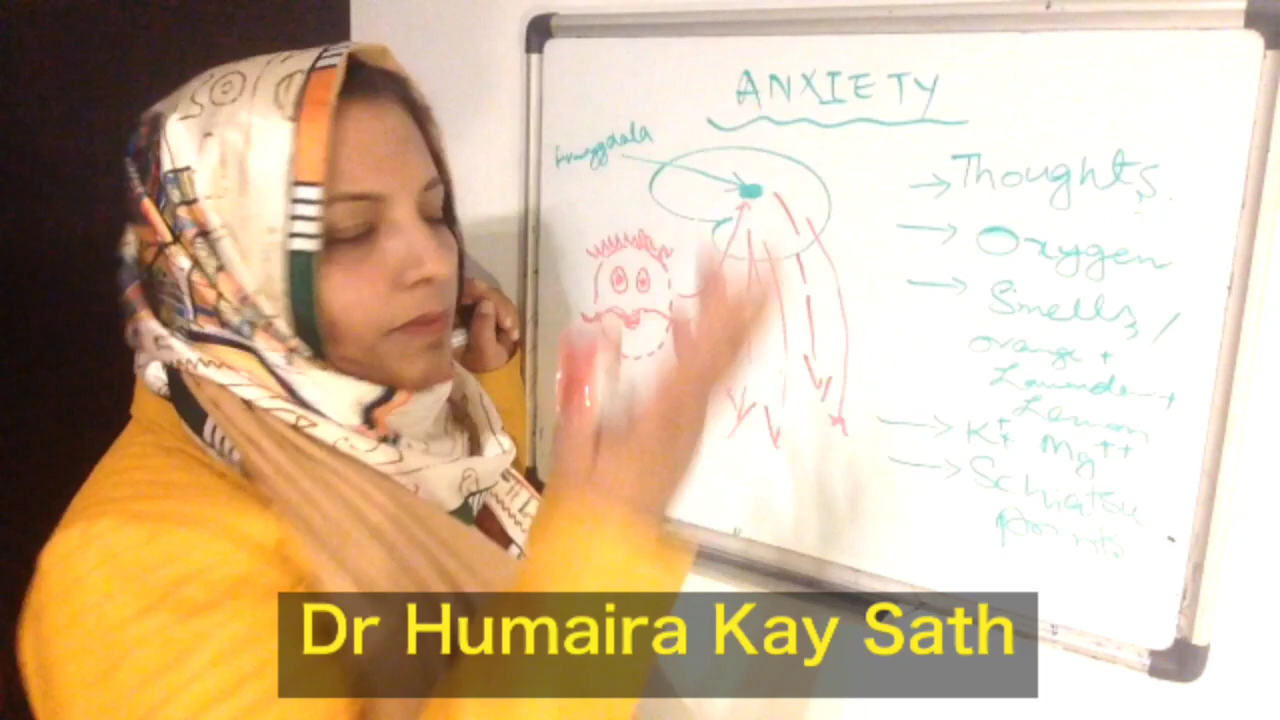 ANXIETY
Amygdala
→ Thoughts
→ Oxygen
→ Smells /
orange +
Lavender +
Lemon
→ K+ Mg++
→ Schiatsu
Points
Dr Humaira Kay Sath